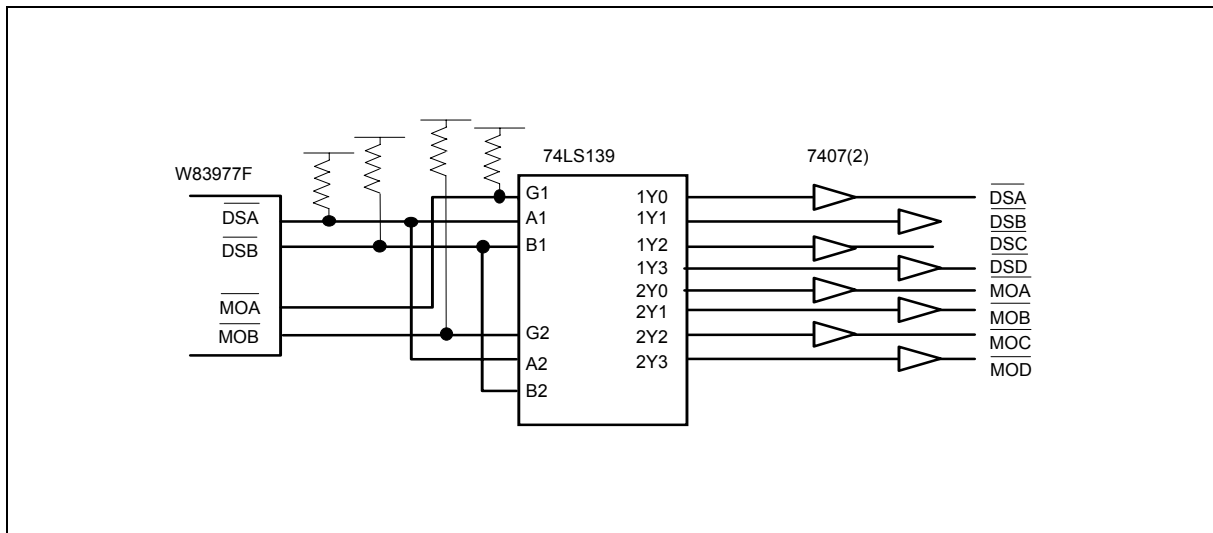 74LS139
7407(2)
W83977F
DSA
DSB
MOA
MOB
G1
A1
B1
G2
A2
B2
1Y0
1Y1
1Y2
1Y3
2Y0
2Y1
2Y2
2Y3
DSA
DSB
DSC
DSD
MOA
MOB
MOC
MOD